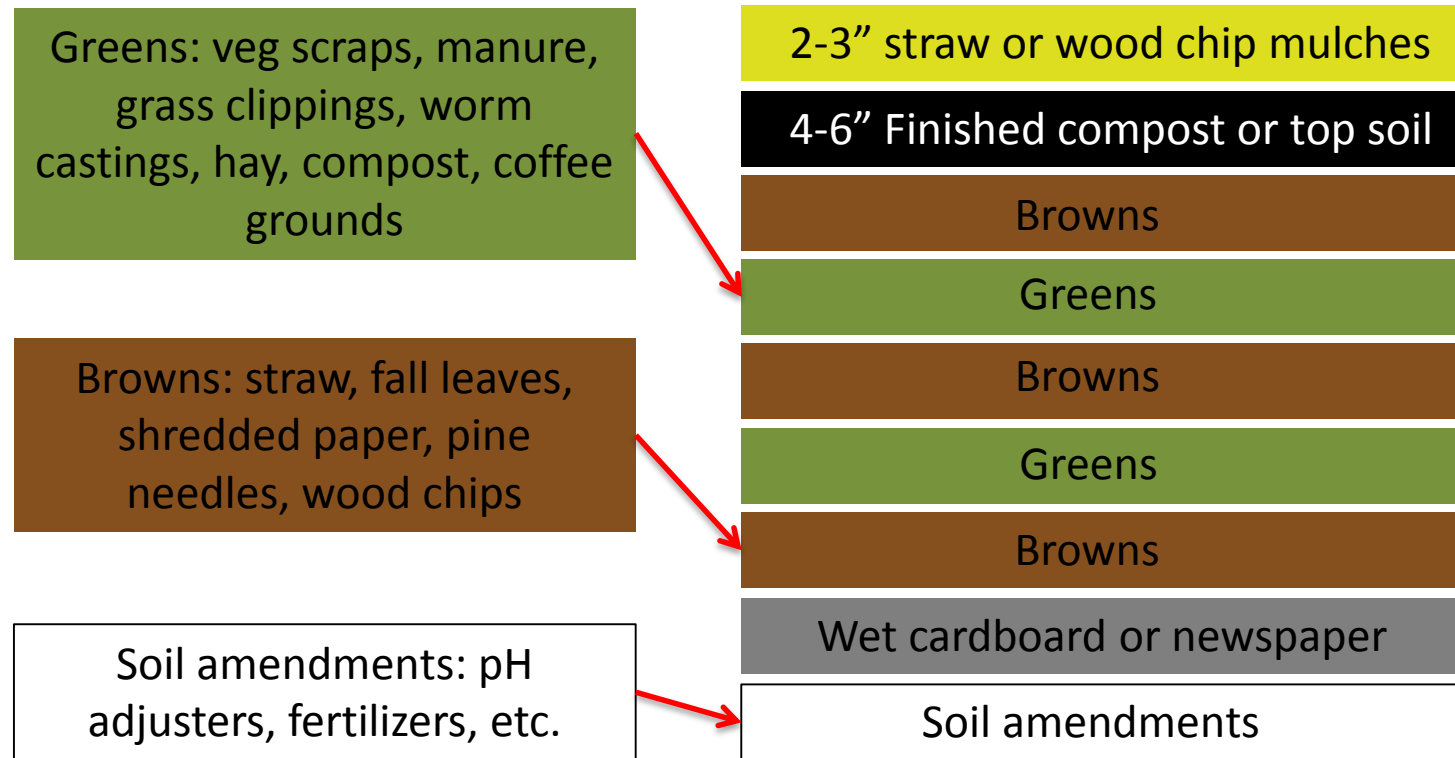 Greens: veg scraps, manure,
grass clippings, worm
castings, hay, compost, coffee
grounds
Browns: straw, fall leaves,
shredded paper, pine
needles, wood chips
Soil amendments: pH
adjusters, fertilizers, etc.
2-3” straw or wood chip mulches
4-6” Finished compost or top soil
Browns
Greens
Browns
Greens
Browns
Wet cardboard or newspaper
Soil amendments